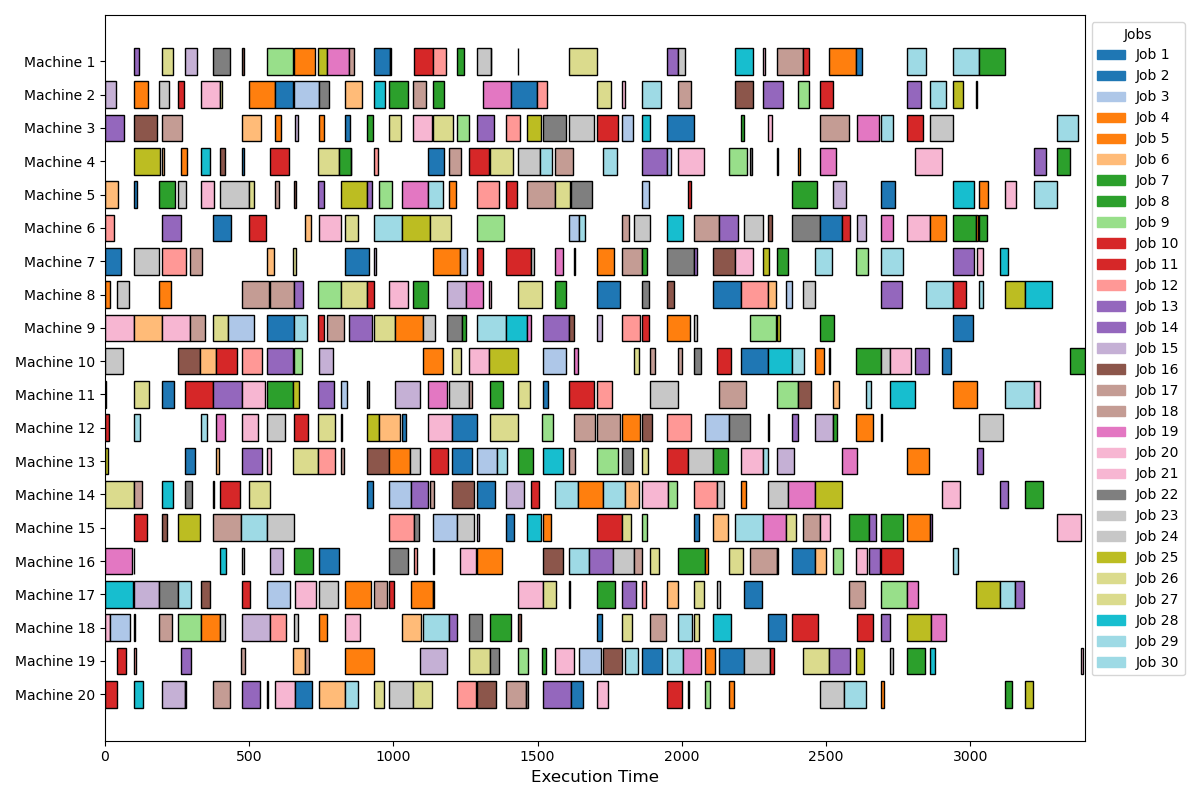 Machine 1
Machine 2
Machine 3
Machine 4
Machine 5
Machine 6
Machine 7
Machine 8
Machine 9
Machine 10
Machine 11
Machine 12
Machine 13
Machine 14
Machine 15
Machine 16
Machine 17
Machine 18
Machine 19
Machine 20
0 500 1000 1500 2000 2500 3000
Execution Time
Jobs
Job 1
Job 2
Job 3
Job 4
Job 5
Job 6
Job 7
Job 8
Job 9
Job 10
Job 11
Job 12
Job 13
Job 14
Job 15
Job 16
Job 17
Job 18
Job 19
Job 20
Job 21
Job 22
Job 23
Job 24
Job 25
Job 26
Job 27
Job 28
Job 29
Job 30